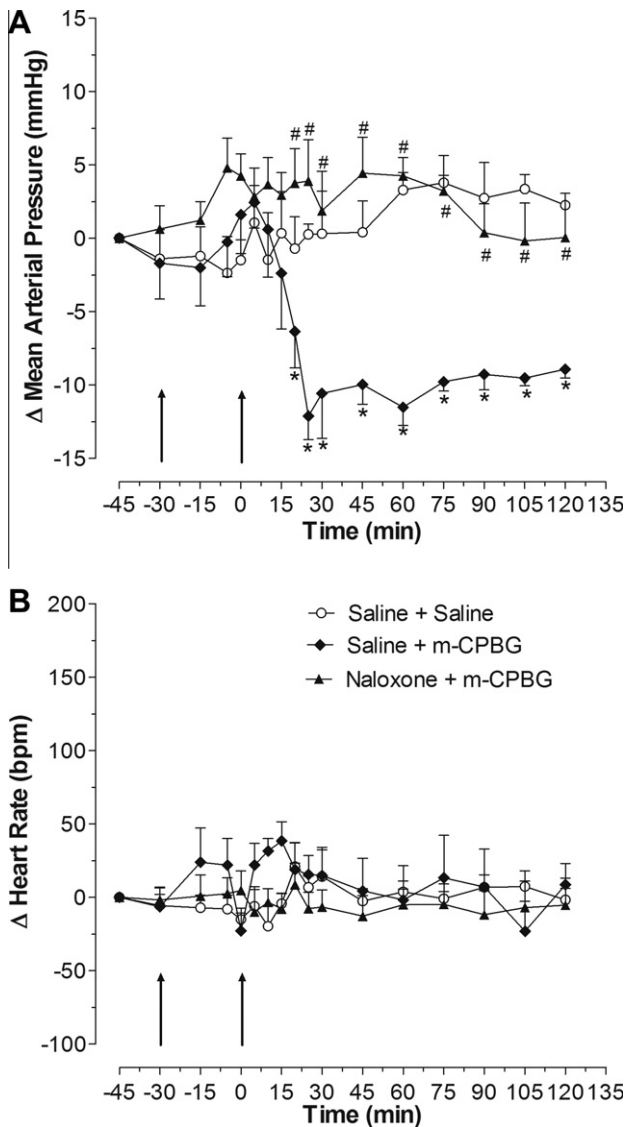 A
Δ Mean Arterial Pressure (mmHg)
15
10
5
0
-5
-10
-15
# # # # # # # # #
* * * * * * * * *
-45 -30 -15 0 15 30 45 60 75 90 105 120 135
Time (min)
B
Δ Heart Rate (bpm)
200
150
100
50
0
-50
-100
Saline + Saline
Saline + m-CPBG
Naloxone + m-CPBG
-45 -30 -15 0 15 30 45 60 75 90 105 120 135
Time (min)